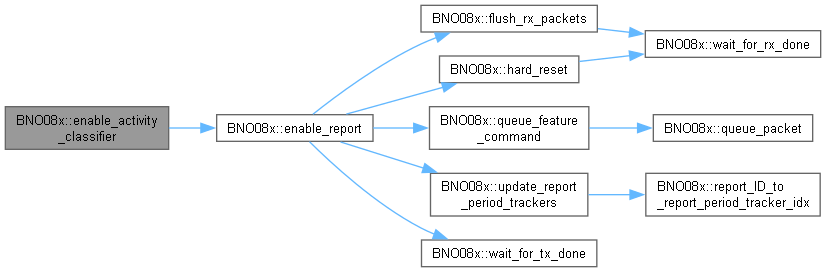 BNO08x::enable_activity
_classifier
BNO08x::enable_report
BNO08x::flush_rx_packets
BNO08x::wait_for_rx_done
BNO08x::hard_reset
BNO08x::queue_feature
_command
BNO08x::queue_packet
BNO08x::update_report
_period_trackers
BNO08x::report_ID_to
_report_period_tracker_idx
BNO08x::wait_for_tx_done